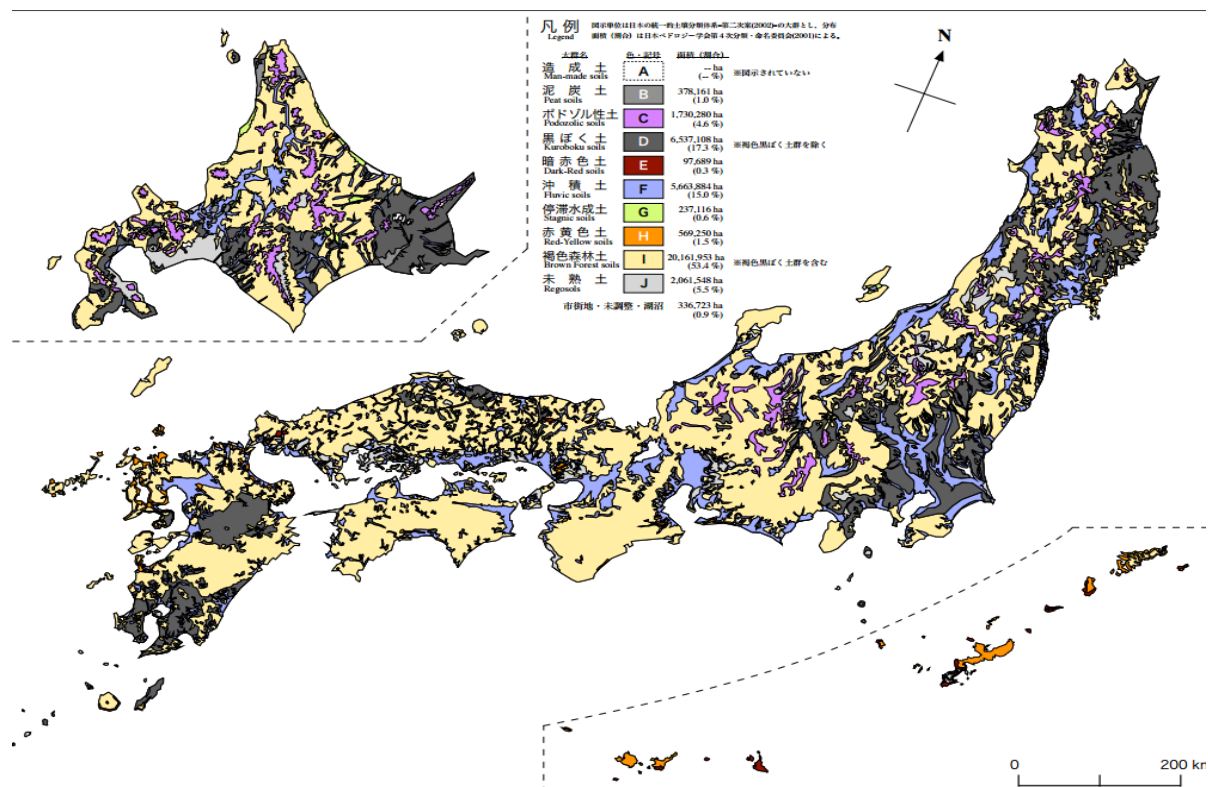 凡例 図示単位は日本の統一的土壌分類体系-第二次案(2002)-の大群とし、分布
Legend 面積(割合)は日本ペドロジー学会第4次分類・命名委員会(2001)による。
大群名 色・記号 面積(割合)
造成土 A -- ha
Man-made soils (-- %) ※図示されていない
泥炭土 B 378,161 ha
Peat soils (1.0 %)
ポドゾル性土 C 1,730,280 ha
Podozolic soils (4.6 %)
黒ぼく土 D 6,537,108 ha
Kuroboku soils (17.3 %) ※褐色黒ぼく土群を除く
暗赤色土 E 97,689 ha
Dark-Red soils (0.3 %)
沖積土 F 5,663,884 ha
Fluvic soils (15.0 %)
停滞水成土 G 237,116 ha
Stagnic soils (0.6 %)
赤黄色土 H 569,250 ha
Red-Yellow soils (1.5 %)
褐色森林土 I 20,161,953 ha
Brown Forest soils (53.4 %) ※褐色黒ぼく土群を含む
未熟土 J 2,061,548 ha
Regosols (5.5 %)
市街地・未調整・湖沼 336,723 ha
(0.9 %)
N
0 200 km